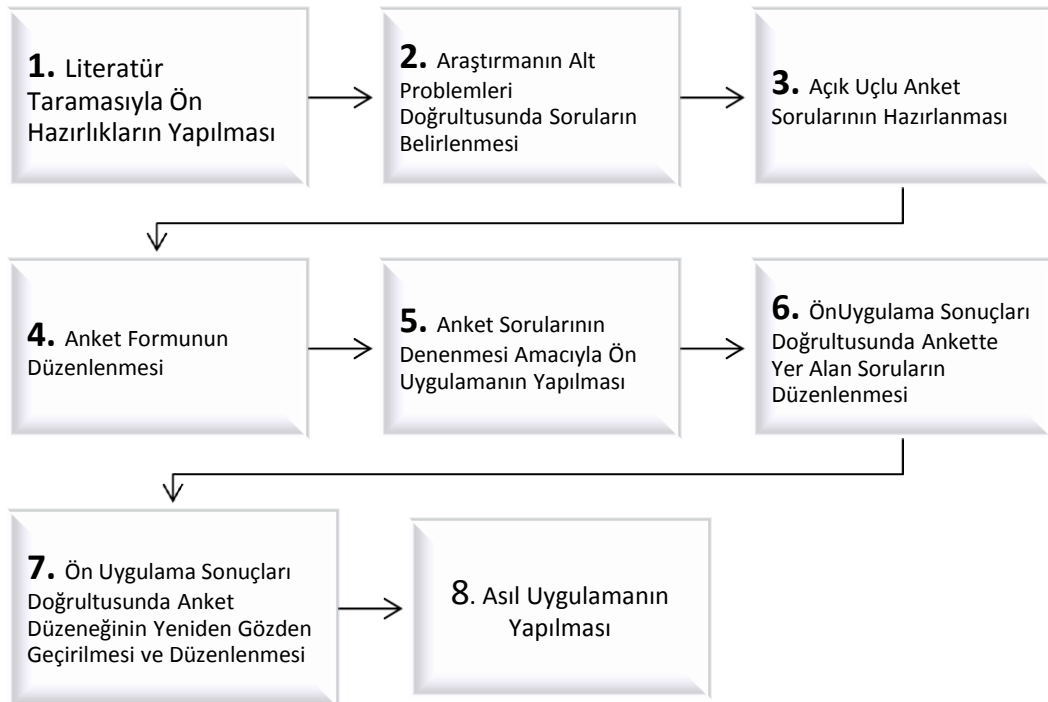 1. Literatür
Taramasıyla Ön
Hazırlıkların Yapılması
2. Araştırmanın Alt
Problemleri
Doğrultusunda Soruların
Belirlenmesi
3. Açık Uçlu Anket
Sorularının Hazırlanması
4. Anket Formunun
Düzenlenmesi
5. Anket Sorularının
Denenmesi Amacıyla Ön
Uygulamanın Yapılması
6. ÖnUygulama Sonuçları
Doğrultusunda Ankette
Yer Alan Soruların
Düzenlenmesi
7. Ön Uygulama Sonuçları
Doğrultusunda Anket
Düzeneğinin Yeniden Gözden
Geçirilmesi ve Düzenlenmesi
8. Asıl Uygulamanın
Yapılması